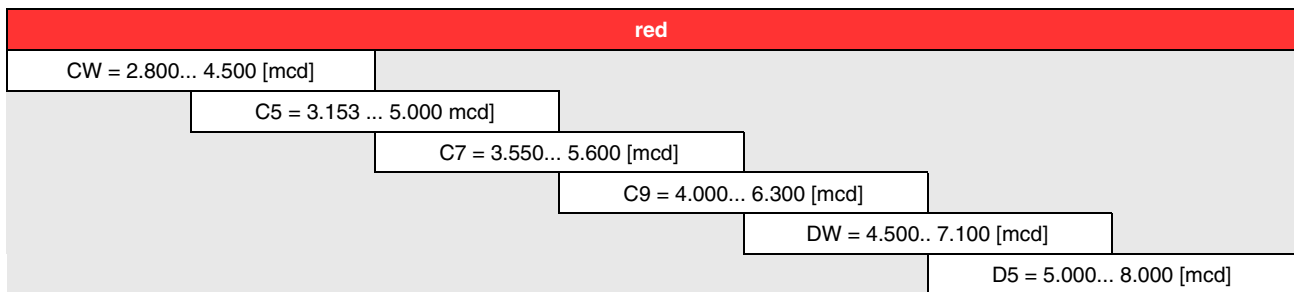 red
CW = 2.800... 4.500 [mcd]
C5 = 3.153 ... 5.000 mcd]
C7 = 3.550... 5.600 [mcd]
C9 = 4.000... 6.300 [mcd]
DW = 4.500.. 7.100 [mcd]
D5 = 5.000... 8.000 [mcd]